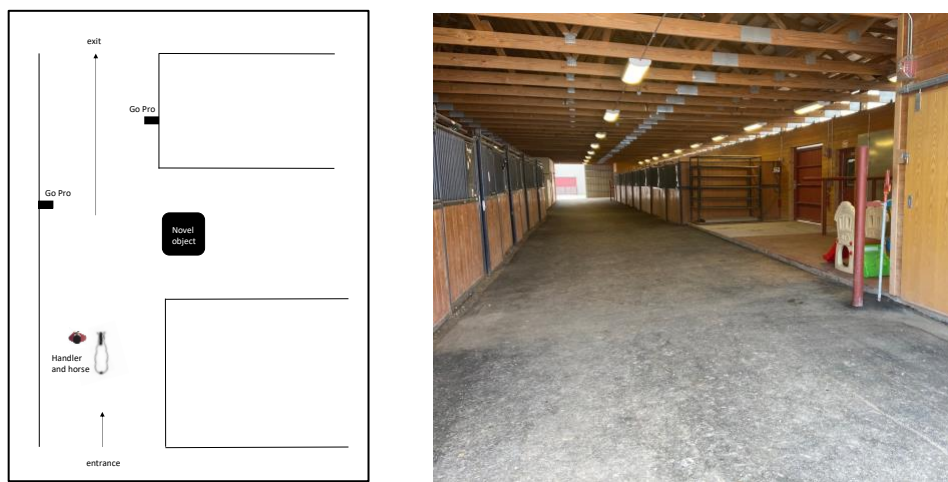 exit
Go Pro
Go Pro
Novel
object
Handler
and horse
entrance